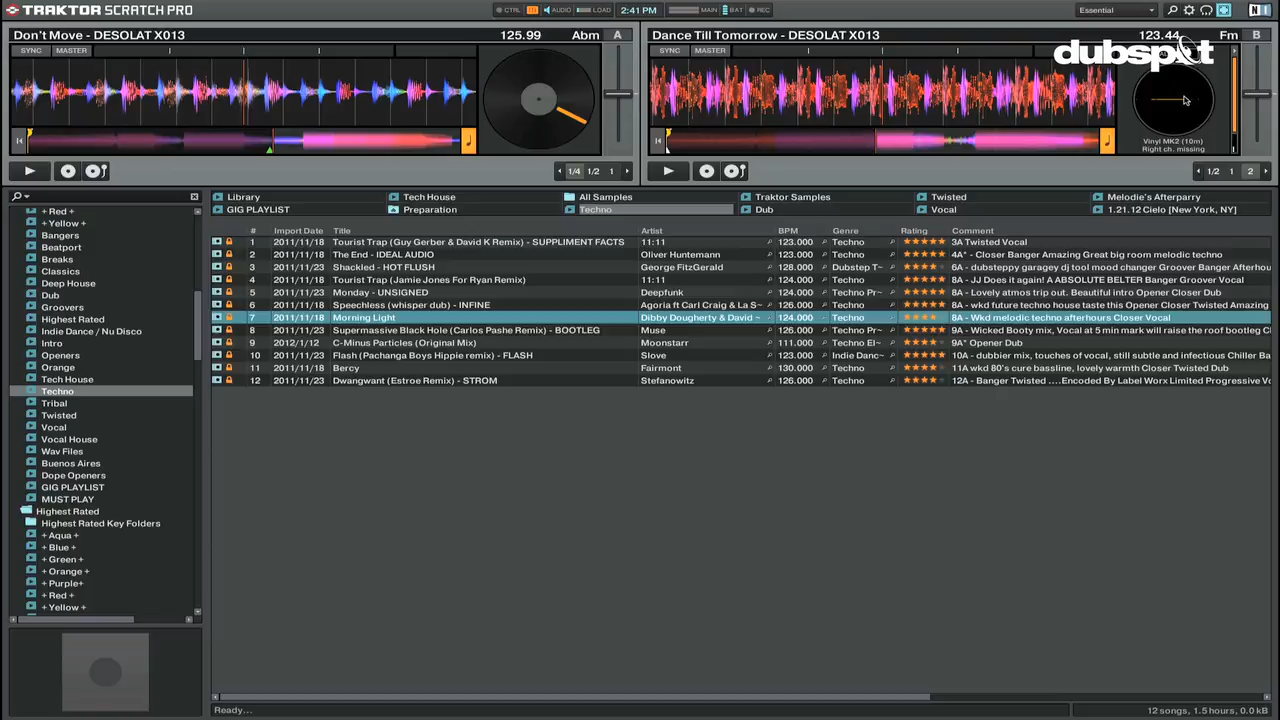 TRAKTOR SCRATCH PRO
CTRL AUDIO LOAD 2:41 PM MAIN BAT REC Essential
Don't Move - DESOLAT X013 125.99 Abm A
SYNC MASTER
1/4 1/2 1
Dance Till Tomorrow - DESOLAT X013 123.44 Fm B
SYNC MASTER
dubspot
Vinyl MK2 (10m)
Right ch. missing
1/2 1 2
Library Tech House All Samples Traktor Samples Twisted Melodie's Afterparry
GIG PLAYLIST Preparation Techno Dub Vocal 1.21.12 Cielo [New York, NY]
+ Red +
+ Yellow +
Bangers
Beatport
Breaks
Classics
Deep House
Dub
Groovers
Highest Rated
Indie Dance/ Nu Disco
Intro
Openers
Orange
Tech House
Techno
Tribal
Twisted
Vocal
Vocal House
Wav Files
Buenos Aires
Dope Openers
GIG PLAYLIST
MUST PLAY
Highest Rated
Highest Rated Key Folders
+ Aqua +
+ Blue +
+ Green +
+ Orange +
+ Purple+
+ Red +
+ Yellow +
# Import Date Title Artist BPM Genre Rating Comment
1 2011/11/18 Tourist Trap (Guy Gerber & David K Remix) - SUPPLIMENT FACTS 11:11 123.000 Techno 3A Twisted Vocal
2 2011/11/18 The End - IDEAL AUDIO Oliver Huntemann 123.000 Techno 4A* - Closer Banger Amazing Great big room melodic techno
3 2011/11/23 Shackled - HOT FLUSH George FitzGerald 128.000 Dubstep T~ 6A - dubsteppy garagey dj tool mood changer Groover Banger Afterhou
4 2011/11/18 Tourist Trap (Jamie Jones For Ryan Remix) 11:11 124.000 Techno 8A - JJ Does it again! A ABSOLUTE BELTER Banger Groover Vocal
5 2011/11/23 Monday - UNSIGNED Deepfunk 124.000 Techno Pr~ 8A - Lovely atmos trip out. Beautiful intro Opener Closer Dub
6 2011/11/18 Speechless (whisper dub) - INFINE Agoria ft Carl Craig & La S~ 126.000 Techno 8A - wkd future techno house taste this Opener Closer Twisted Amazing
7 2011/11/18 Morning Light Dibby Dougherty & David ~ 124.000 Techno 8A - Wkd melodic techno afterhours Closer Vocal
8 2011/11/23 Supermassive Black Hole (Carlos Pashe Remix) - BOOTLEG Muse 126.000 Techno Pr~ 9A - Wicked Booty mix, Vocal at 5 min mark will raise the roof bootleg C
9 2012/1/12 C-Minus Particles (Original Mix) Moonstarr 111.000 Techno El~ 9A* Opener Dub
10 2011/11/23 Flash (Pachanga Boys Hippie remix) - FLASH Slove 123.000 Indie Danc~ 10A - dubbier mix, touches of vocal, still subtle and infectious Chiller Ba
11 2011/11/18 Bercy Fairmont 130.000 Techno 11A wkd 80's cure bassline, lovely warmth Closer Twisted Dub
12 2011/11/23 Dwangwant (Estroe Remix) - STROM Stefanowitz 126.000 Techno 12A - Banger Twisted ....Encoded By Label Worx Limited Progressive Vo
Ready... 12 songs, 1.5 hours, 0.0 kB